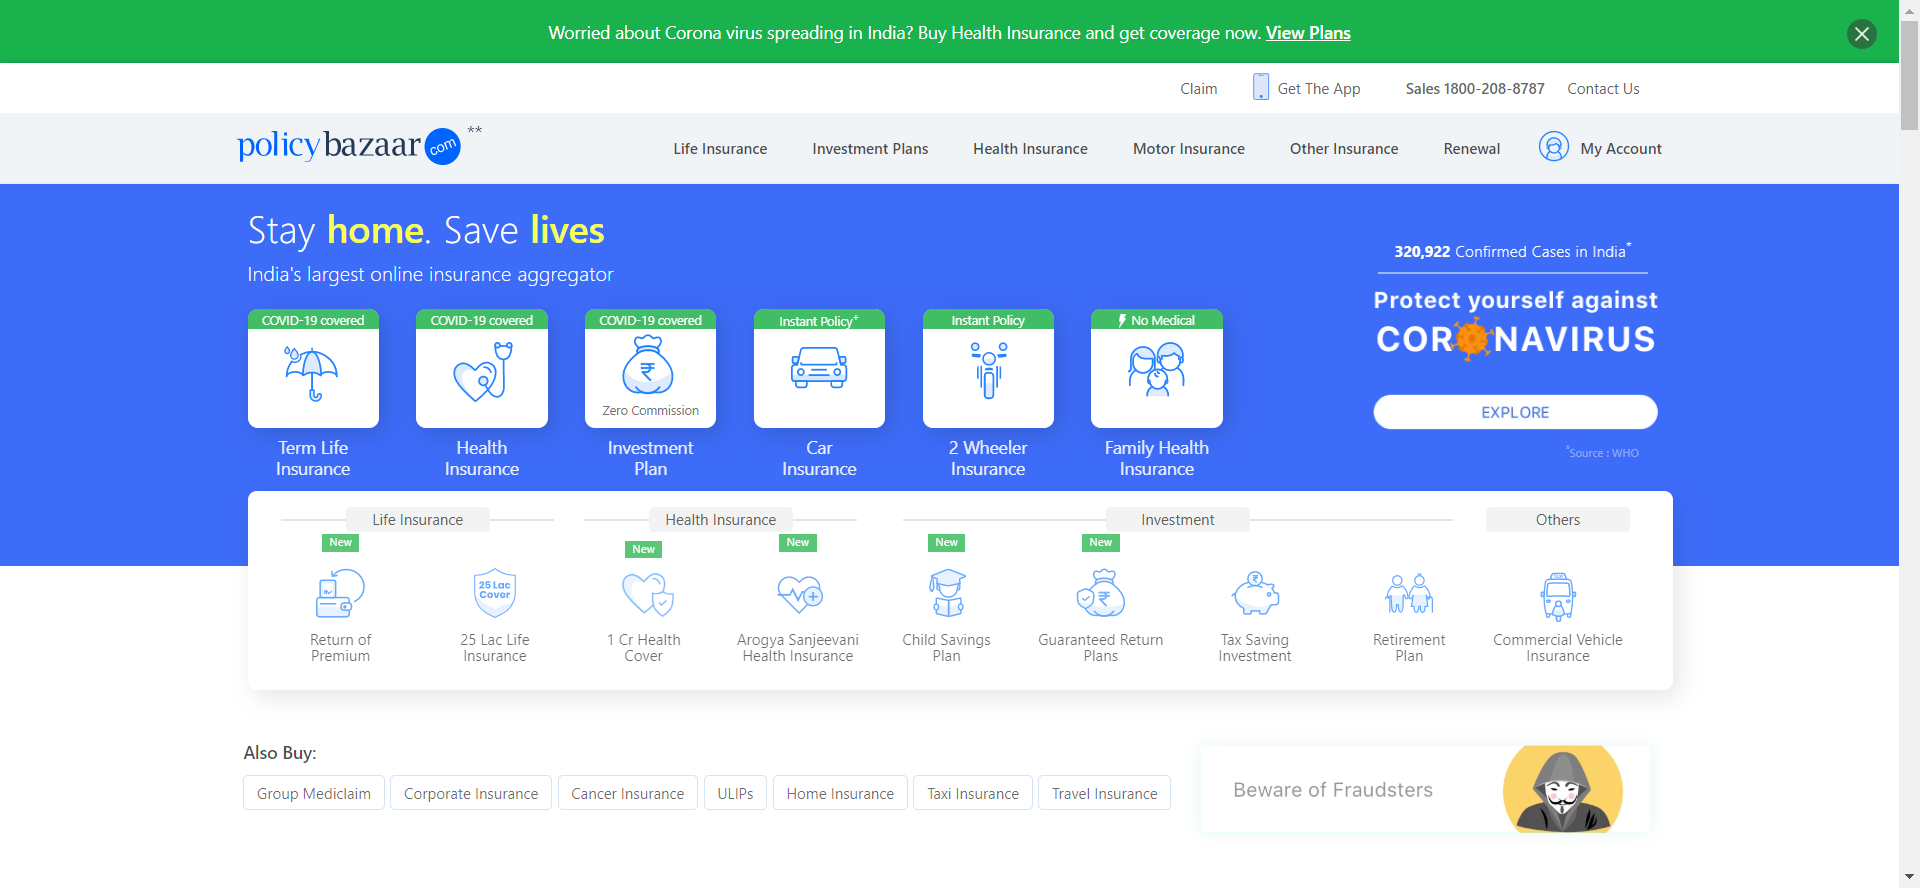 Worried about Corona virus spreading in India? Buy Health Insurance and get coverage now. View Plans
Claim Get The App Sales 1800-208-8787 Contact Us
policybazaar com **
Life Insurance Investment Plans Health Insurance Motor Insurance Other Insurance Renewal My Account
Stay home. Save lives
India's largest online insurance aggregator
COVID-19 covered
Term Life
Insurance
COVID-19 covered
Health
Insurance
COVID-19 covered
₹
Zero Commission
Investment
Plan
Instant Policy+
Car
Insurance
Instant Policy
2 Wheeler
Insurance
No Medical
Family Health
Insurance
320,922 Confirmed Cases in India*
Protect yourself against
CORONAVIRUS
EXPLORE
*Source : WHO
Life Insurance
New
Return of
Premium
25 Lac
Cover
25 Lac Life
Insurance
Health Insurance
New
1 Cr Health
Cover
New
Arogya Sanjeevani
Health Insurance
Investment
New
Child Savings
Plan
New
₹
Guaranteed Return
Plans
₹
Tax Saving
Investment
Retirement
Plan
Others
TAXI
Commercial Vehicle
Insurance
Also Buy:
Group Mediclaim Corporate Insurance Cancer Insurance ULIPs Home Insurance Taxi Insurance Travel Insurance
Beware of Fraudsters